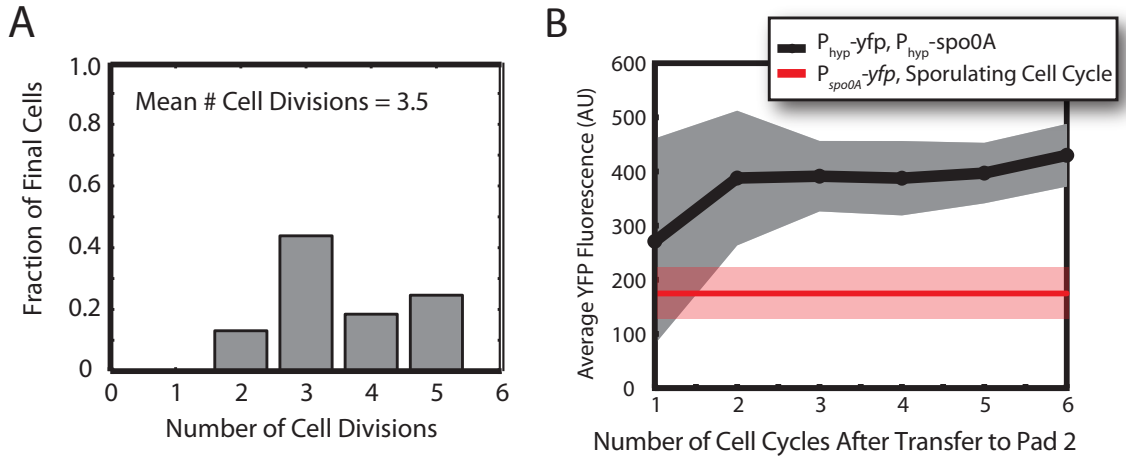 A
1.0
0.8
0.6
0.4
0.2
0
Fraction of Final Cells
Mean # Cell Divisions = 3.5
0 1 2 3 4 5 6
Number of Cell Divisions
B
P_hyp-yfp, P_hyp-spo0A
P_spo0A-yfp, Sporulating Cell Cycle
600
500
400
300
200
100
0
Average YFP Fluorescence (AU)
1 2 3 4 5 6
Number of Cell Cycles After Transfer to Pad 2